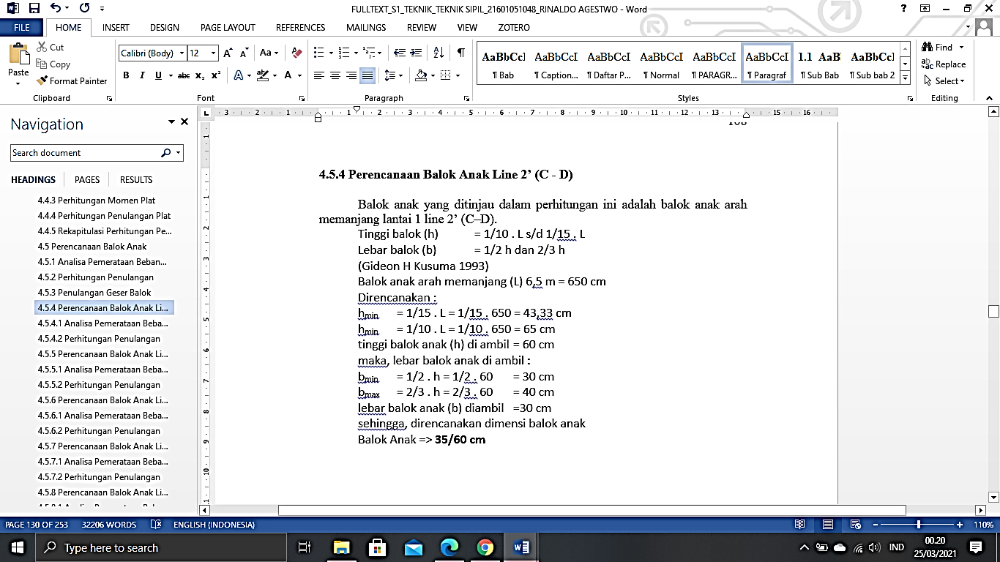 FULLTEXT_S1_TEKNIK_TEKNIK SIPIL_21601051048_RINALDO AGESTWO - Word
FILE HOME INSERT DESIGN PAGE LAYOUT REFERENCES MAILINGS REVIEW VIEW ZOTERO
Paste
Cut
Copy
Format Painter
Clipboard
Calibri (Body) 12
Font
Paragraph
AaBbCcl AaBbCcI AaBbCcI AaBbCcI AaBbCcI AaBbCcI 1.1 AaB AaBbCcl
¶ Bab ¶ Caption... ¶ Daftar P... ¶ Normal ¶ PARAGR... ¶ Paragraf ¶ Sub Bab ¶ Sub bab 2
Styles
Find
Replace
Select
Editing
Navigation
Search document
HEADINGS PAGES RESULTS
4.4.3 Perhitungan Momen Plat
4.4.4 Perhitungan Penulangan Plat
4.4.5 Rekapitulasi Perhitungan Pe...
4.5 Perencanaan Balok Anak
4.5.1 Analisa Pemerataan Beban...
4.5.2 Perhitungan Penulangan
4.5.3 Penulangan Geser Balok
4.5.4 Perencanaan Balok Anak Li...
4.5.4.1 Analisa Pemerataan Beba...
4.5.4.2 Perhitungan Penulangan
4.5.5 Perencanaan Balok Anak Li...
4.5.5.1 Analisa Pemerataan Beba...
4.5.5.2 Perhitungan Penulangan
4.5.6 Perencanaan Balok Anak Li...
4.5.6.1 Analisa Pemerataan Beba...
4.5.6.2 Perhitungan Penulangan
4.5.7 Perencanaan Balok Anak Li...
4.5.7.1 Analisa Pemerataan Beba...
4.5.7.2 Perhitungan Penulangan
4.5.8 Perencanaan Balok Anak Li...
4.5.4 Perencanaan Balok Anak Line 2’ (C - D)
Balok anak yang ditinjau dalam perhitungan ini adalah balok anak arah
memanjang lantai 1 line 2’ (C–D).
Tinggi balok (h) = 1/10 . L s/d 1/15 . L
Lebar balok (b) = 1/2 h dan 2/3 h
(Gideon H Kusuma 1993)
Balok anak arah memanjang (L) 6,5 m = 650 cm
Direncanakan :
hmin = 1/15 . L = 1/15 . 650 = 43,33 cm
hmin = 1/10 . L = 1/10 . 650 = 65 cm
tinggi balok anak (h) di ambil = 60 cm
maka, lebar balok anak di ambil :
bmin = 1/2 . h = 1/2 . 60 = 30 cm
bmax = 2/3 . h = 2/3 . 60 = 40 cm
lebar balok anak (b) diambil =30 cm
sehingga, direncanakan dimensi balok anak
Balok Anak => 35/60 cm
PAGE 130 OF 253 32206 WORDS ENGLISH (INDONESIA) 110%
Type here to search
IND
00.20
25/03/2021